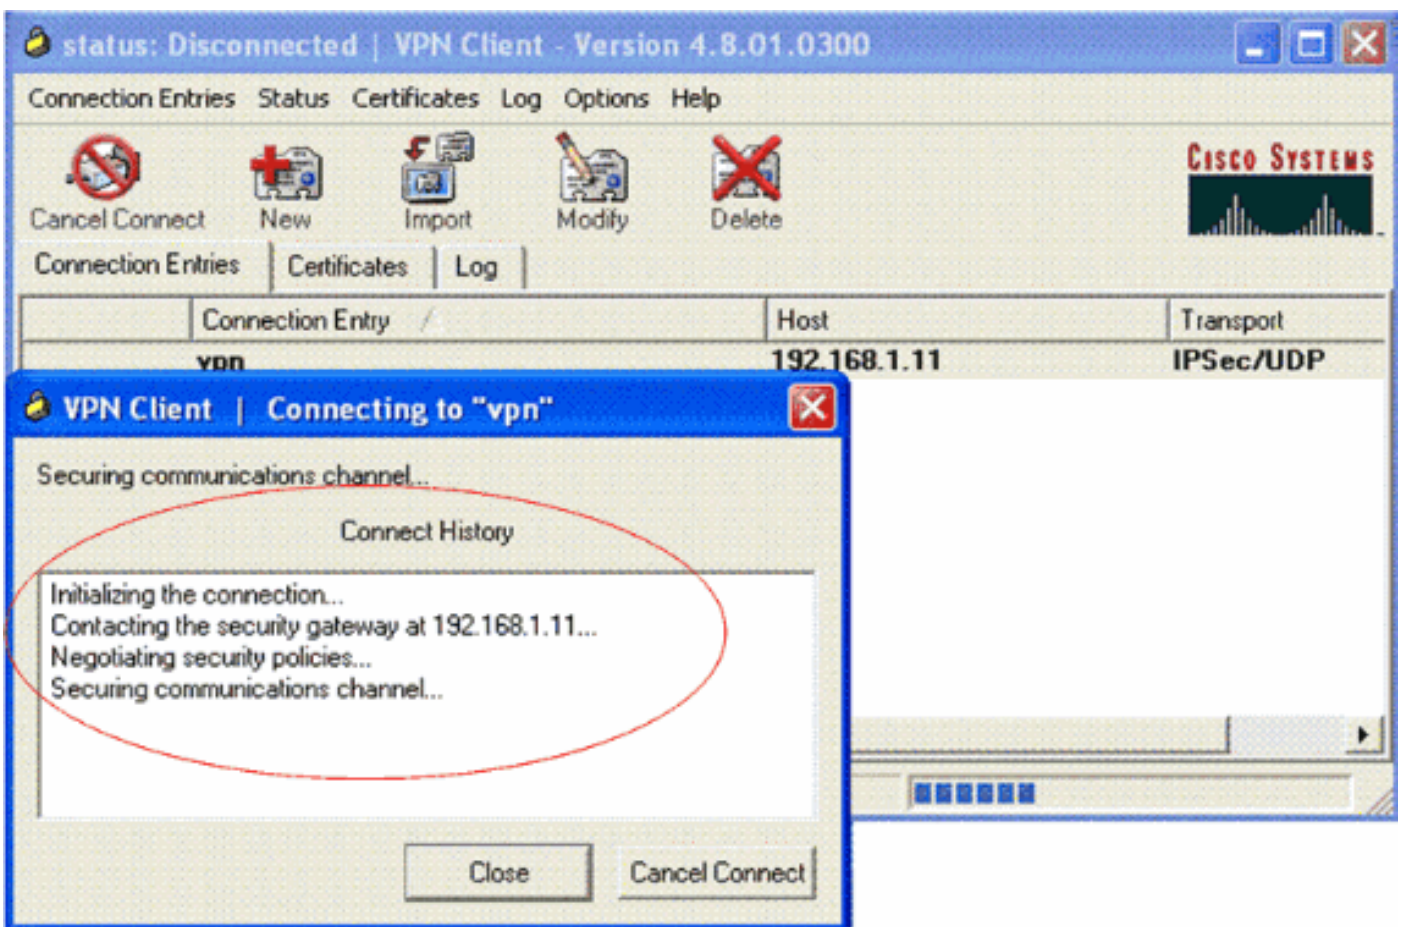 status: Disconnected | VPN Client - Version 4.8.01.0300
Connection Entries Status Certificates Log Options Help
Cancel Connect New Import Modify Delete
CISCO SYSTEMS
Connection Entries Certificates Log
Connection Entry Host Transport
vpn 192.168.1.11 IPSec/UDP
VPN Client | Connecting to "vpn"
Securing communications channel...
Connect History
Initializing the connection...
Contacting the security gateway at 192.168.1.11...
Negotiating security policies...
Securing communications channel...
Close Cancel Connect